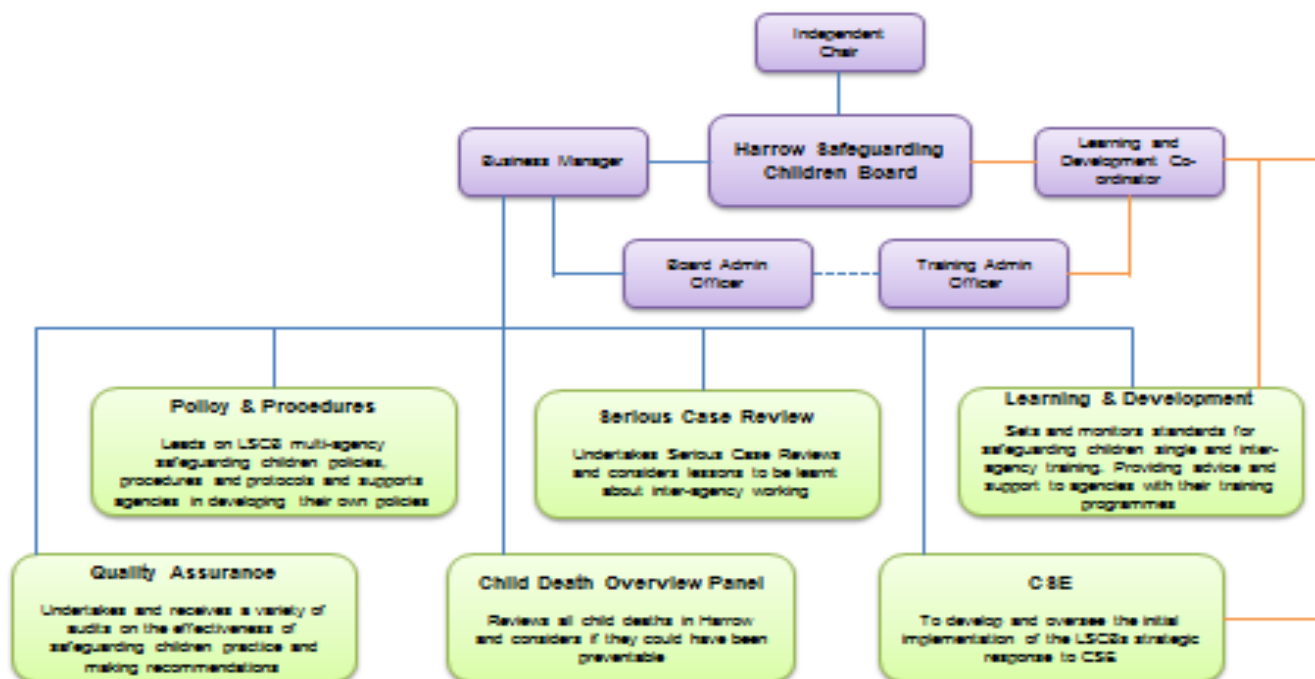 Independent
Chair
Business Manager
Harrow Safeguarding
Children Board
Learning and
Development Co-
ordinator
Board Admin
Officer
Training Admin
Officer
Policy & Procedures
Leads on LSCB multi-agency
safeguarding children policies,
procedures and protocols and supports
agencies in developing their own policies
Serious Case Review
Undertakes Serious Case Reviews
and considers lessons to be learnt
about inter-agency working
Learning & Development
Sets and monitors standards for
safeguarding children single and inter-
agency training. Providing advice and
support to agencies with their training
programmes
Quality Assurance
Undertakes and receives a variety of
audits on the effectiveness of
safeguarding children practice and
making recommendations
Child Death Overview Panel
Reviews all child deaths in Harrow
and considers if they could have been
preventable
CSE
To develop and oversee the initial
implementation of the LSCBs strategic
response to CSE